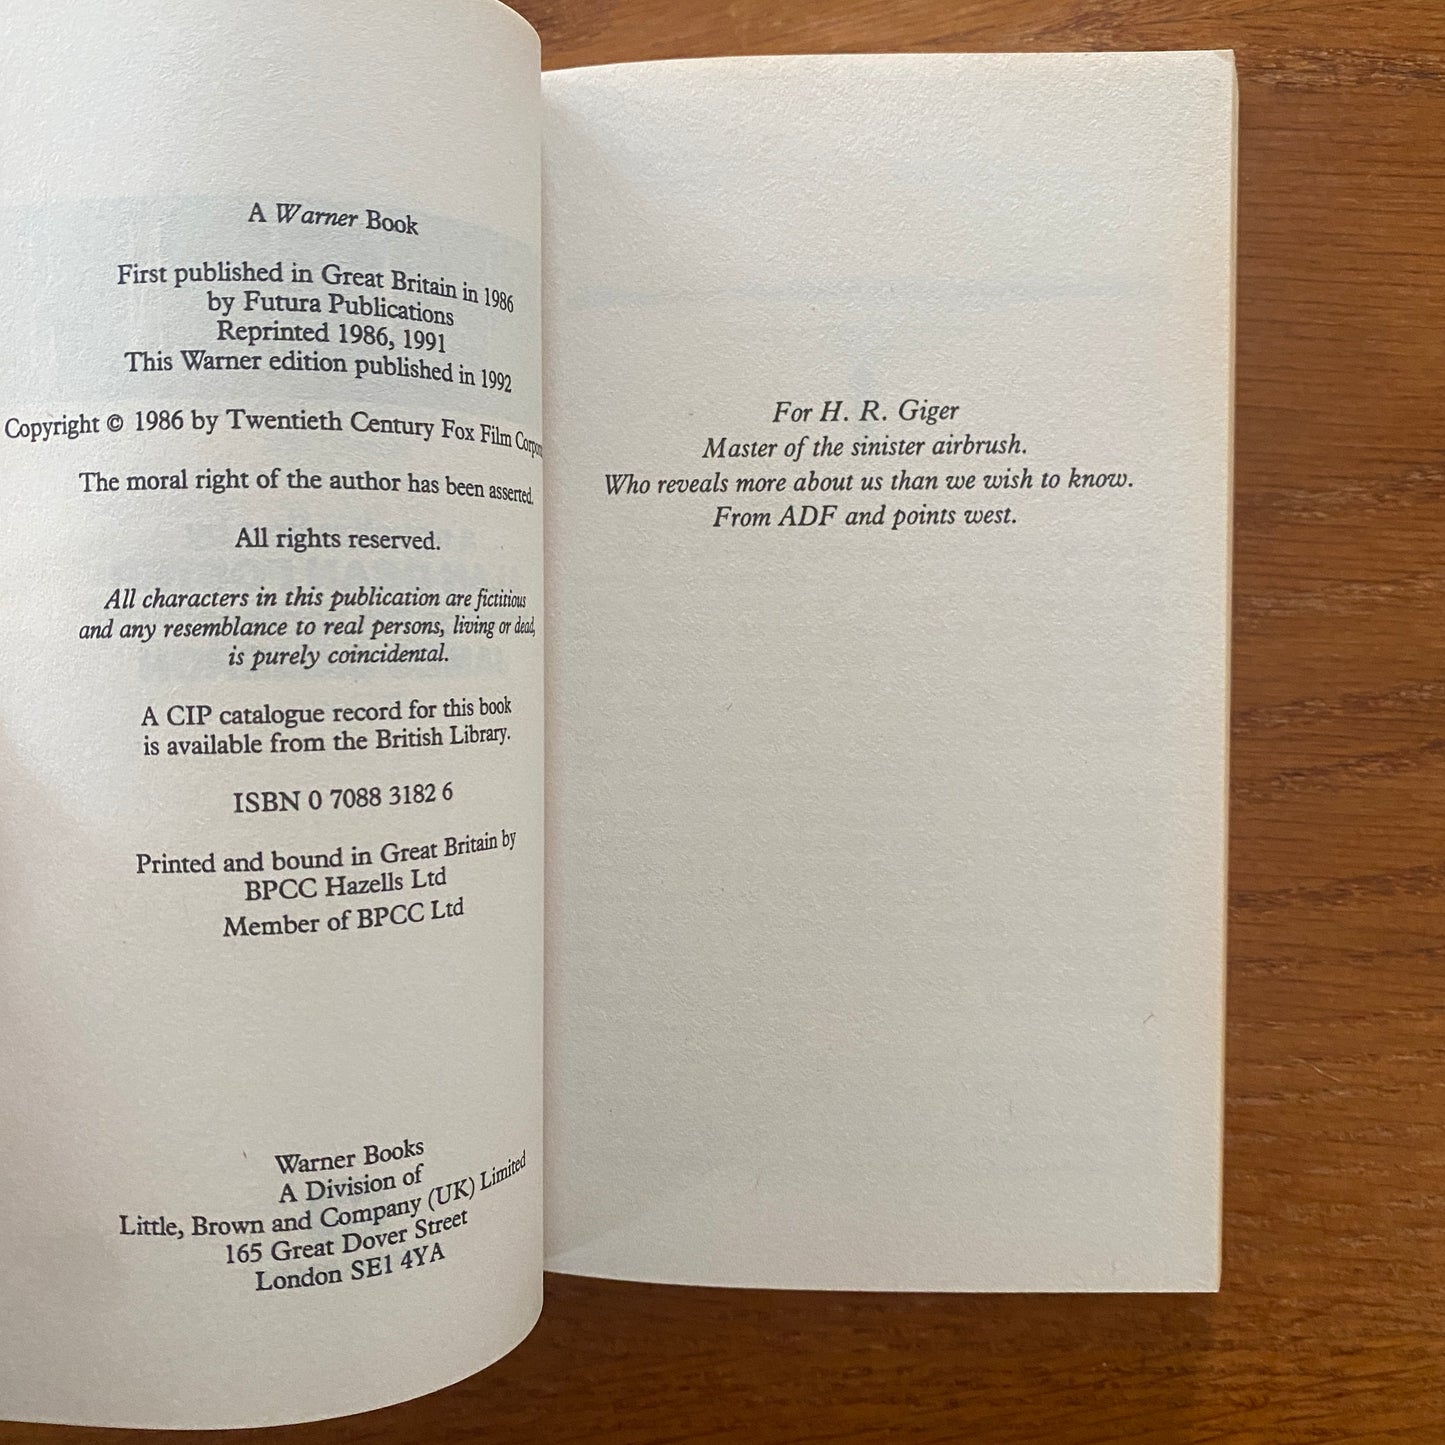 A Warner Book
First published in Great Britain in 1986
by Futura Publications
Reprinted 1986, 1991
This Warner edition published in 1992
Copyright © 1986 by Twentieth Century Fox Film
The moral right of the author has been asserted.
All rights reserved.
All characters in this publication are fictitious
and any resemblance to real persons, living or dead,
is purely coincidental.
A CIP catalogue record for this book
is available from the British Library.
ISBN 0 7088 3182 6
Printed and bound in Great Britain by
BPCC Hazells Ltd
Member of BPCC Ltd
Warner Books
A Division of
Little, Brown and Company (UK) Limited
165 Great Dover Street
London SE1 4YA
For H. R. Giger
Master of the sinister airbrush.
Who reveals more about us than we wish to know.
From ADF and points west.